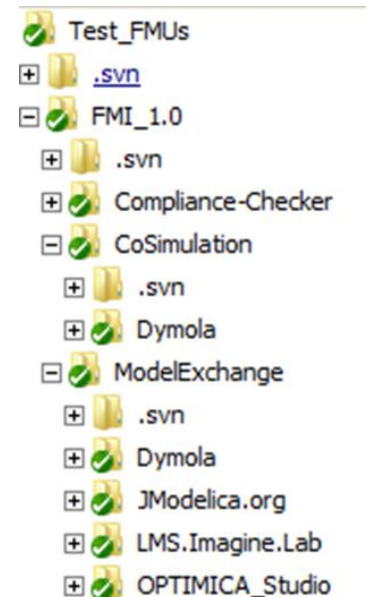 Test_FMUs
.svn
FMI_1.0
.svn
Compliance-Checker
CoSimulation
.svn
Dymola
ModelExchange
.svn
Dymola
JModelica.org
LMS.Imagine.Lab
OPTIMICA_Studio